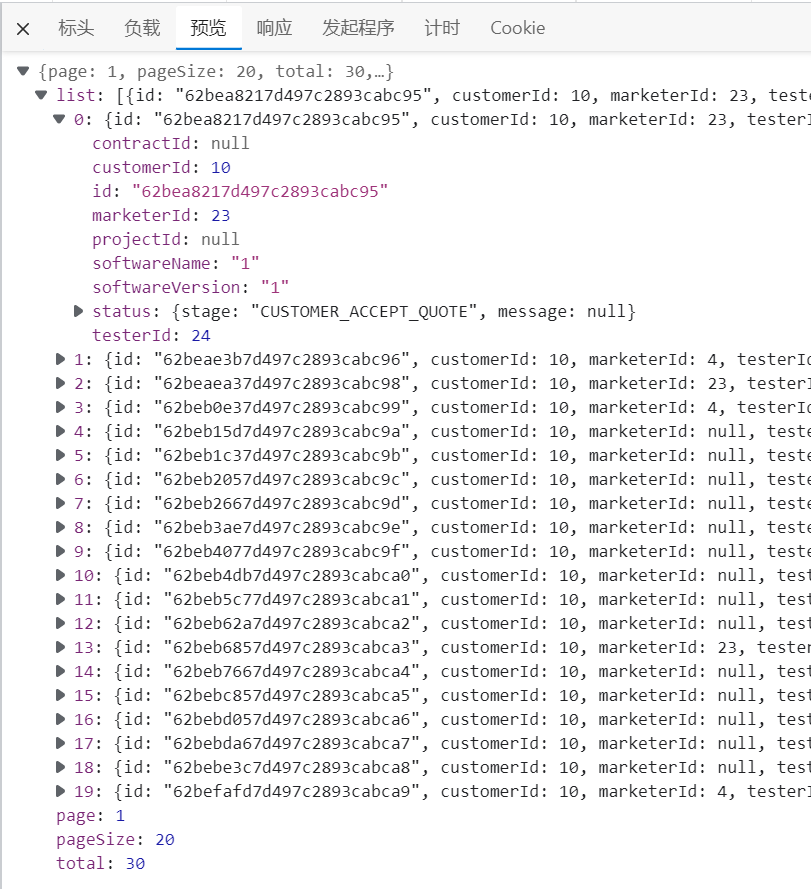 标头 负载 预览 响应 发起程序 计时 Cookie
{page: 1, pageSize: 20, total: 30,…}
list: [{id: "62bea8217d497c2893cabc95", customerId: 10, marketerId: 23, teste
0: {id: "62bea8217d497c2893cabc95", customerId: 10, marketerId: 23, testerI
contractId: null
customerId: 10
id: "62bea8217d497c2893cabc95"
marketerId: 23
projectId: null
softwareName: "1"
softwareVersion: "1"
status: {stage: "CUSTOMER_ACCEPT_QUOTE", message: null}
testerId: 24
1: {id: "62beae3b7d497c2893cabc96", customerId: 10, marketerId: 4, testerId
2: {id: "62beaea37d497c2893cabc98", customerId: 10, marketerId: 23, testerI
3: {id: "62beb0e37d497c2893cabc99", customerId: 10, marketerId: 4, testerId
4: {id: "62beb15d7d497c2893cabc9a", customerId: 10, marketerId: null, teste
5: {id: "62beb1c37d497c2893cabc9b", customerId: 10, marketerId: null, teste
6: {id: "62beb2057d497c2893cabc9c", customerId: 10, marketerId: null, teste
7: {id: "62beb2667d497c2893cabc9d", customerId: 10, marketerId: null, teste
8: {id: "62beb3ae7d497c2893cabc9e", customerId: 10, marketerId: null, teste
9: {id: "62beb4077d497c2893cabc9f", customerId: 10, marketerId: null, teste
10: {id: "62beb4db7d497c2893cabca0", customerId: 10, marketerId: null, test
11: {id: "62beb5c77d497c2893cabca1", customerId: 10, marketerId: null, test
12: {id: "62beb62a7d497c2893cabca2", customerId: 10, marketerId: null, test
13: {id: "62beb6857d497c2893cabca3", customerId: 10, marketerId: 23, tester
14: {id: "62beb7667d497c2893cabca4", customerId: 10, marketerId: null, test
15: {id: "62bebc857d497c2893cabca5", customerId: 10, marketerId: null, test
16: {id: "62bebd057d497c2893cabca6", customerId: 10, marketerId: null, test
17: {id: "62bebda67d497c2893cabca7", customerId: 10, marketerId: null, test
18: {id: "62bebe3c7d497c2893cabca8", customerId: 10, marketerId: null, test
19: {id: "62befafd7d497c2893cabca9", customerId: 10, marketerId: 4, testerI
page: 1
pageSize: 20
total: 30